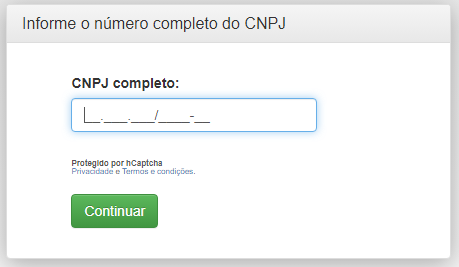 Informe o número completo do CNPJ
CNPJ completo:
__.___.___/____-__
Protegido por hCaptcha
Privacidade e Termos e condições.
Continuar